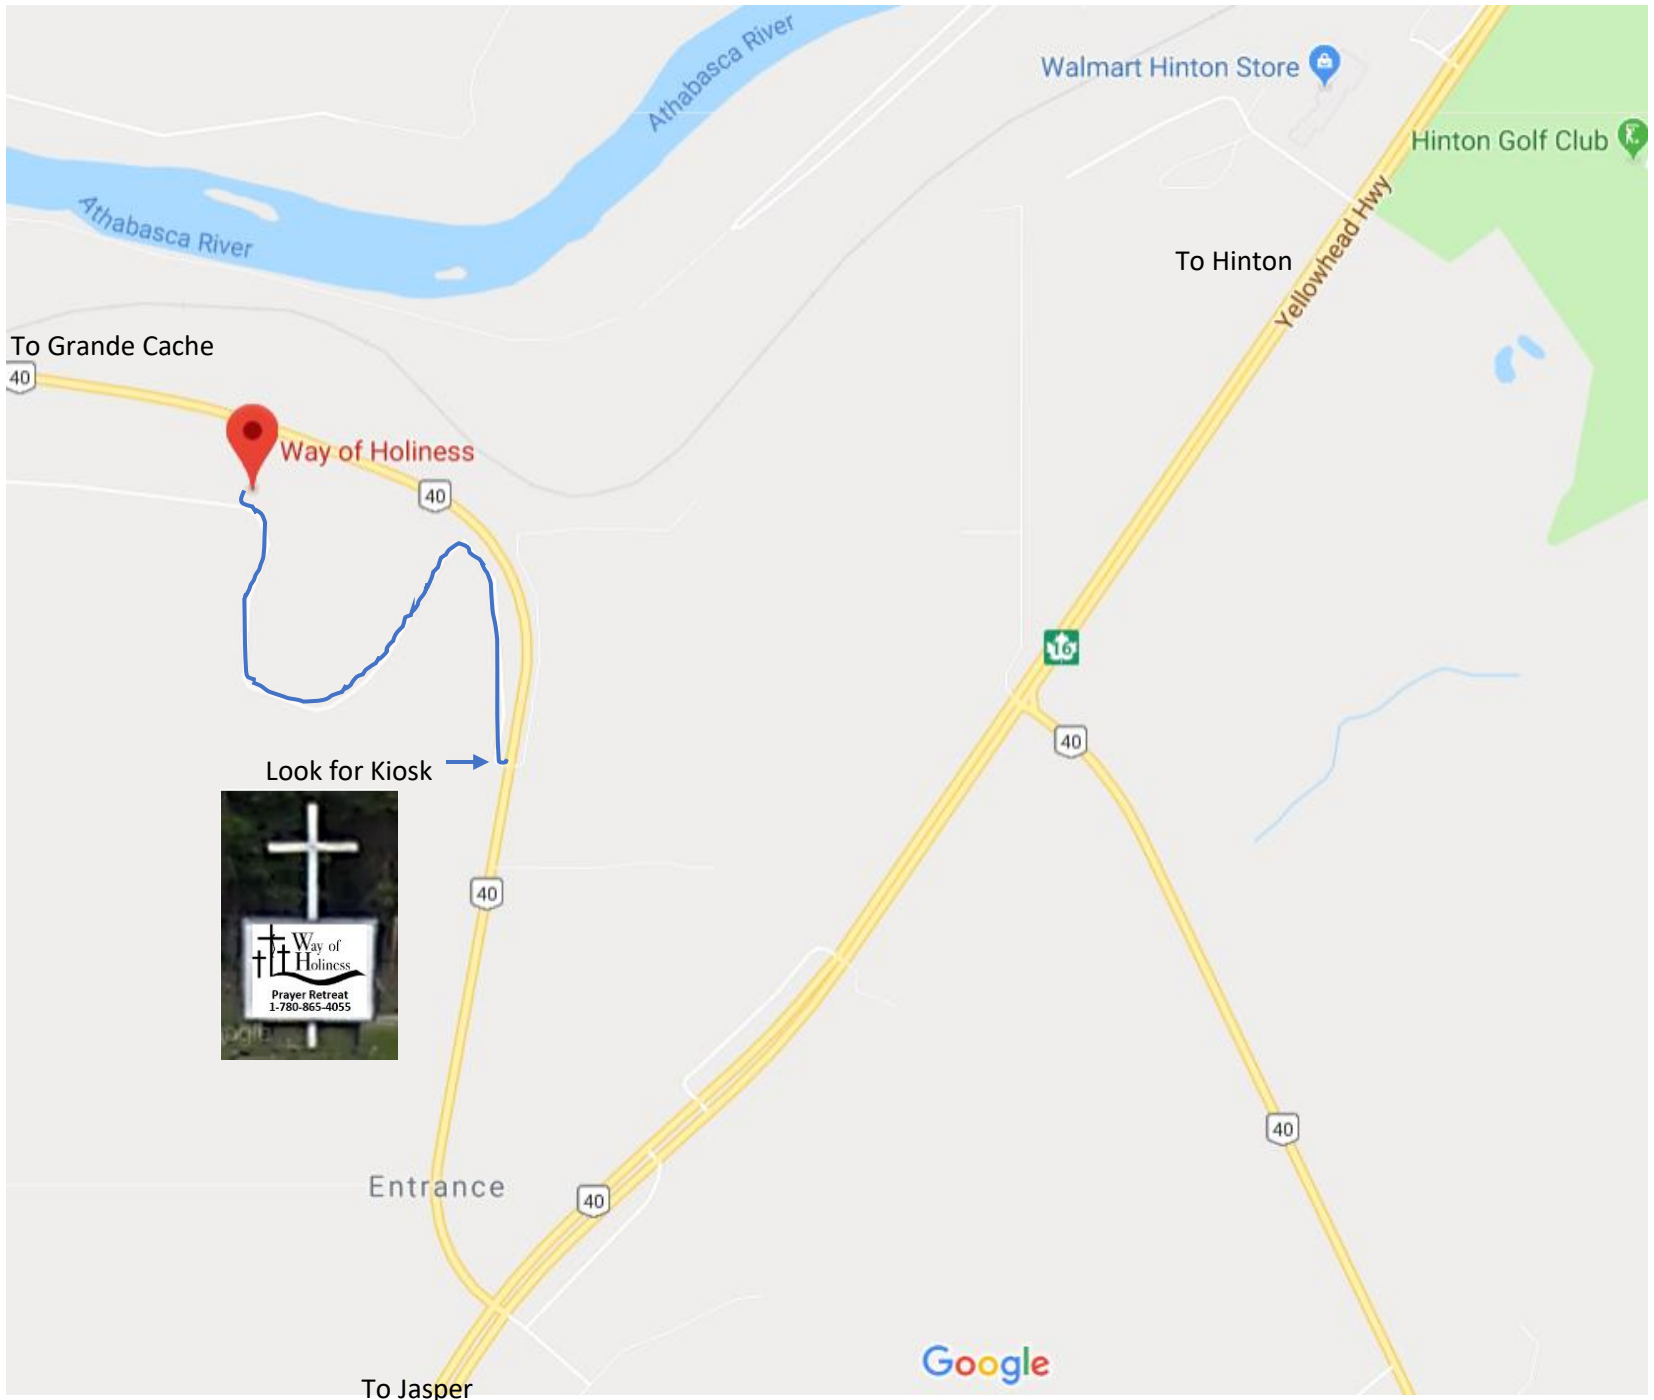 Athabasca River
Walmart Hinton Store
Hinton Golf Club
Athabasca River
Yellowhead Hwy
To Hinton
To Grande Cache
40
Way of Holiness
40
16
40
Look for Kiosk
40
Way of
Holiness
Prayer Retreat
1-780-865-4055
40
Entrance
40
Google
To Jasper